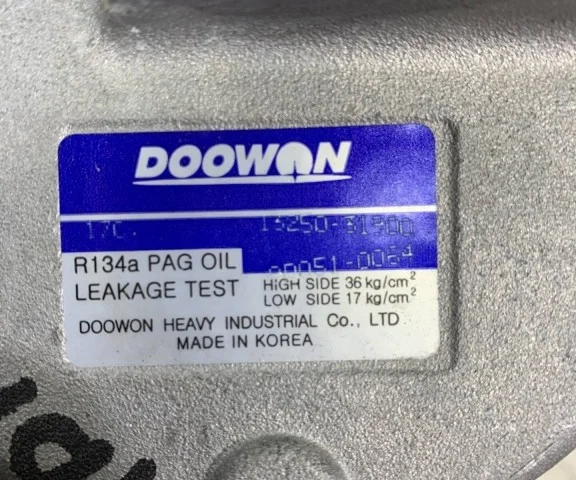 DOOWON
17C.
R134a PAG OIL
LEAKAGE TEST
HIGH SIDE 36 kg/cm²
LOW SIDE 17 kg/cm²
DOOWON HEAVY INDUSTRIAL Co., LTD
MADE IN KOREA